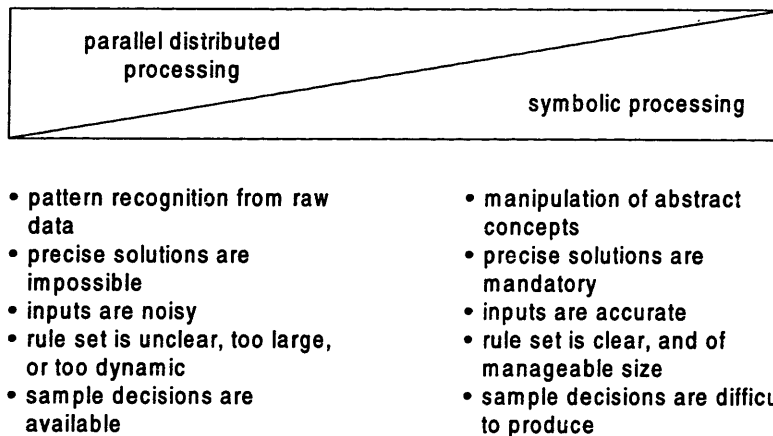 parallel distributed
processing
symbolic processing
• pattern recognition from raw
data
• precise solutions are
impossible
• inputs are noisy
• rule set is unclear, too large,
or too dynamic
• sample decisions are
available
• manipulation of abstract
concepts
• precise solutions are
mandatory
• inputs are accurate
• rule set is clear, and of
manageable size
• sample decisions are difficu
to produce